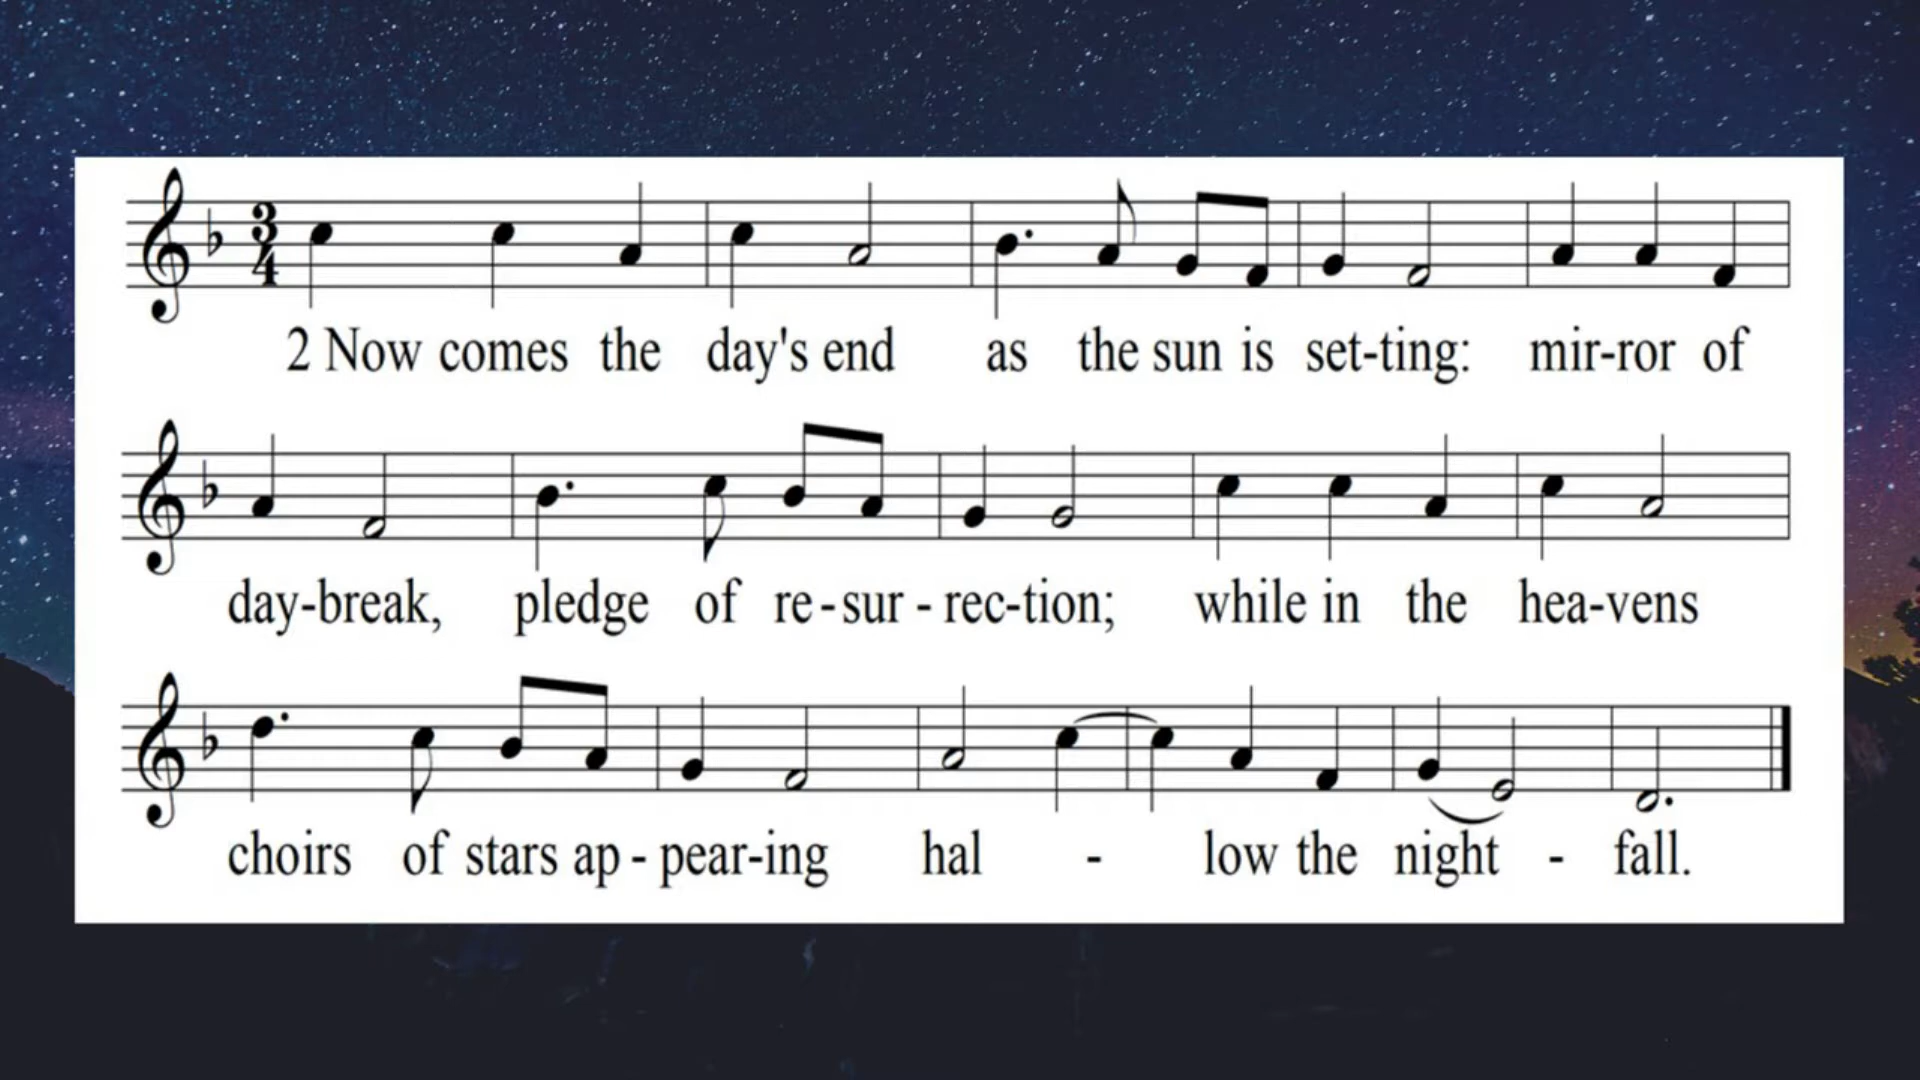 2 Now comes the day's end as the sun is set-ting: mir-ror of
day-break, pledge of re-sur-rec-tion; while in the hea-vens
choirs of stars ap-pear-ing hal - low the night - fall.